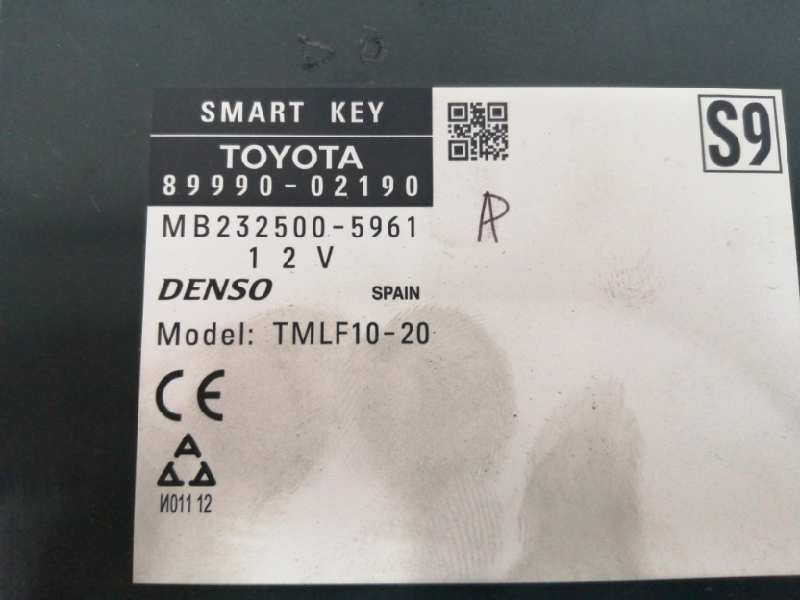 SMART KEY
TOYOTA
89990-02190
MB232500-5961
12V
DENSO SPAIN
Model: TMLF10-20
CE
И011 12
S9